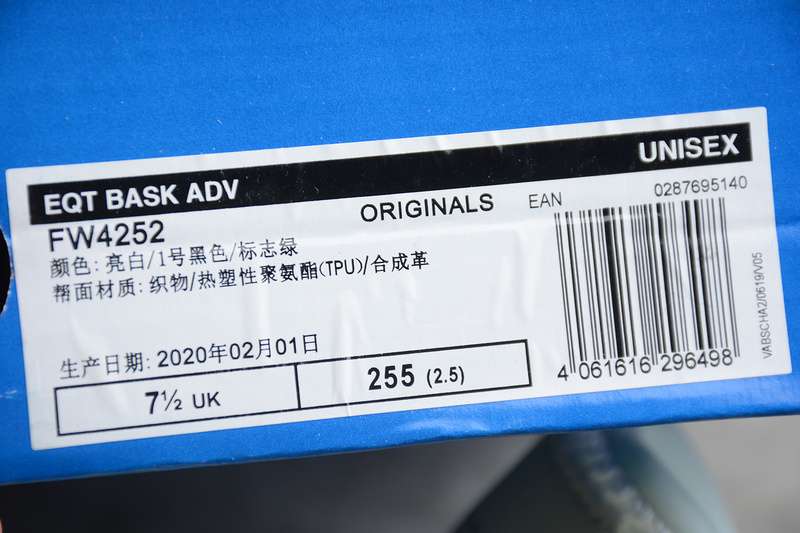 EQT BASK ADV
UNISEX
FW4252
ORIGINALS
EAN
0287695140
颜色: 亮白/1号黑色/标志绿
帮面材质: 织物/热塑性聚氨酯(TPU)/合成革
生产日期: 2020年02月01日
7½ UK
255 (2.5)
4 061616 296498
VABSCHA2/0619/V05